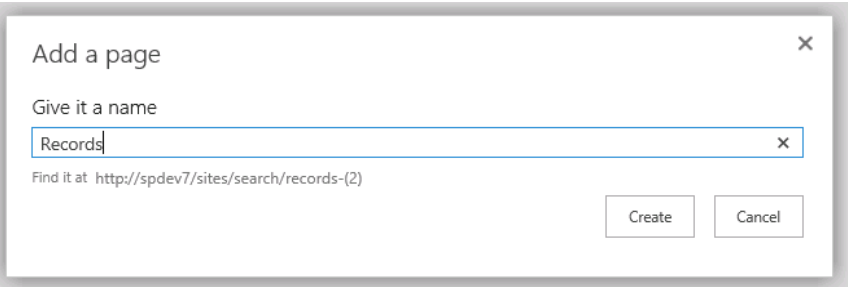 Add a page
Give it a name
Records
Find it at http://spdev7/sites/search/records-(2)
Create Cancel